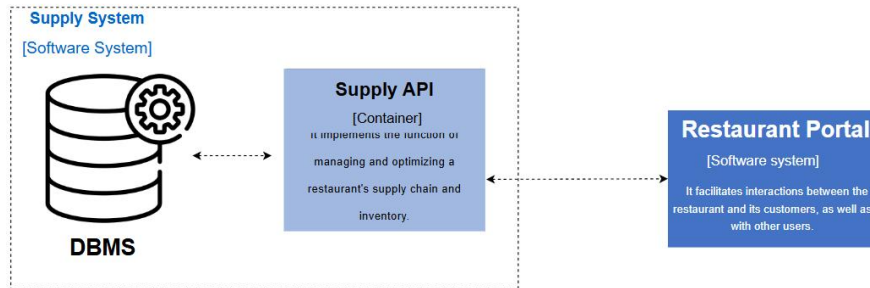 Supply System
[Software System]
DBMS
Supply API
[Container]
It implements the function of
managing and optimizing a
restaurant's supply chain and
inventory.
Restaurant Portal
[Software system]
It facilitates interactions between the
restaurant and its customers, as well as
with other users.